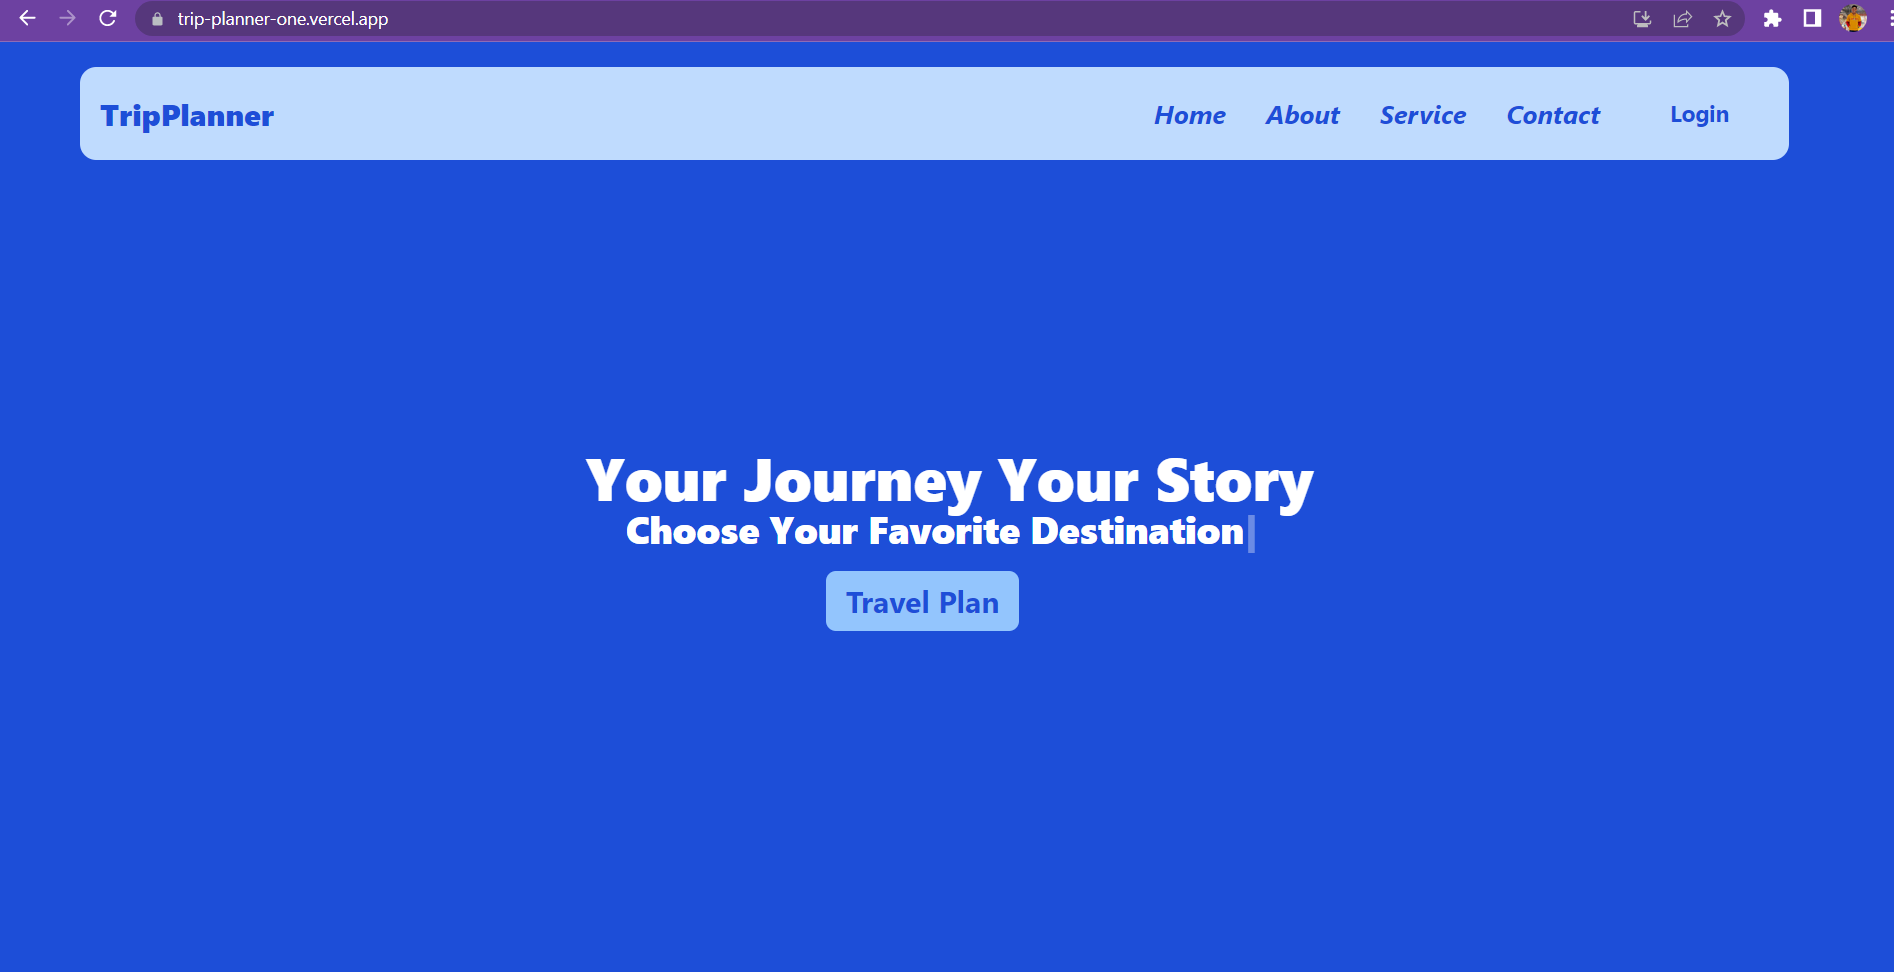 trip-planner-one.vercel.app
TripPlanner Home About Service Contact Login
Your Journey Your Story
Choose Your Favorite Destination
Travel Plan